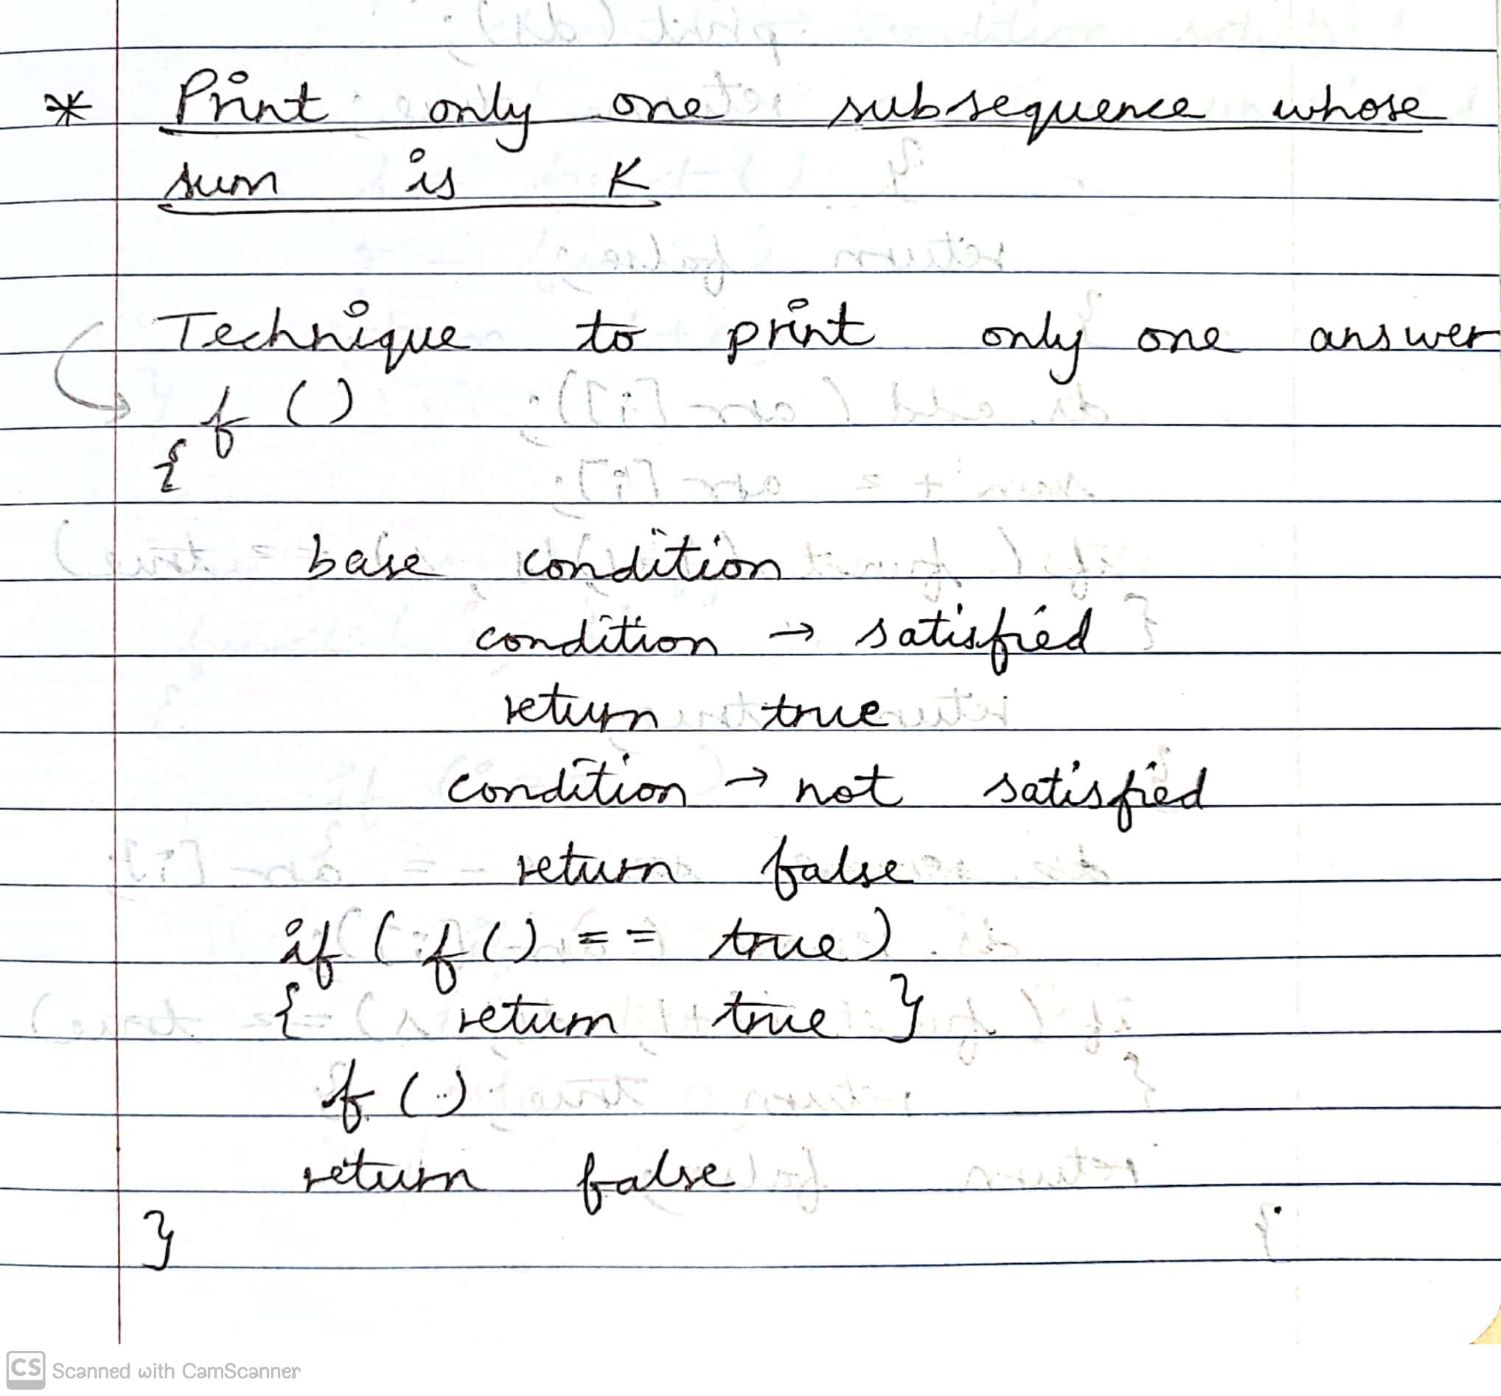 * Print only one subsequence whose
sum is K
Technique to print only one answer
f ()
{
base condition
condition → satisfied
return true
condition → not satisfied
return false
if (f() == true)
{ return true }
f ()
return false
}
CS Scanned with CamScanner